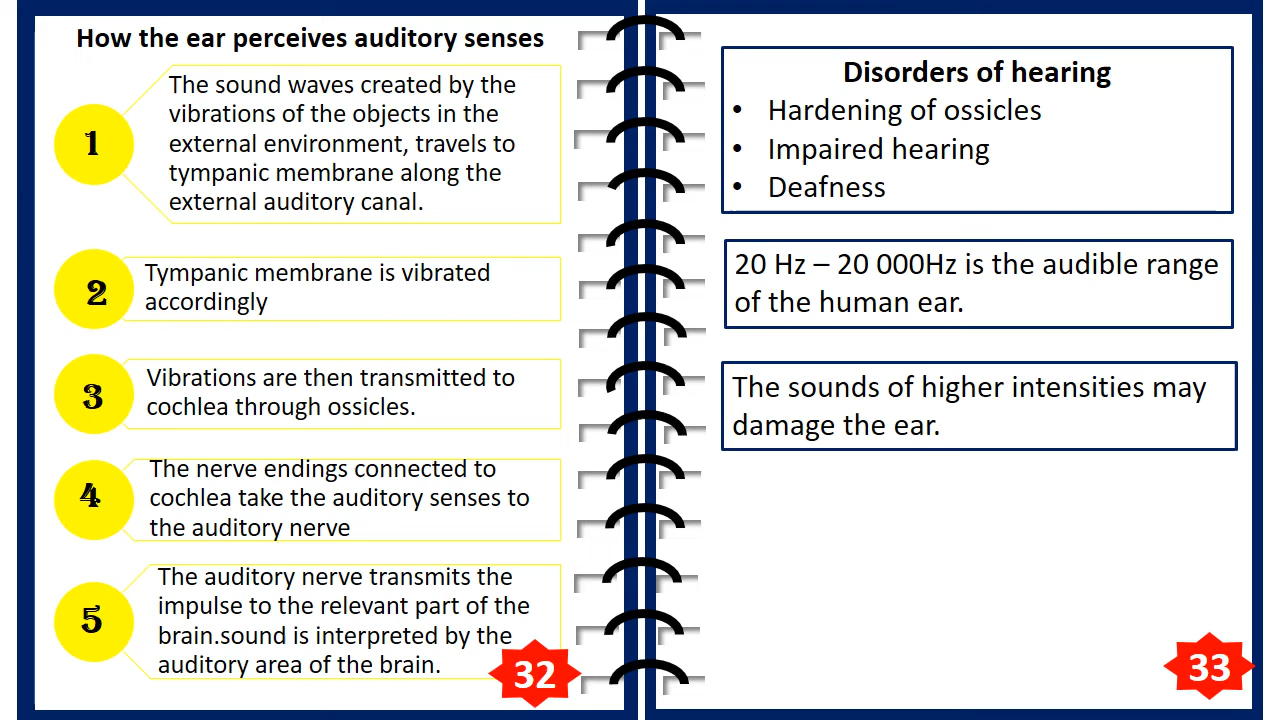 How the ear perceives auditory senses
1
The sound waves created by the
vibrations of the objects in the
external environment, travels to
tympanic membrane along the
external auditory canal.
2
Tympanic membrane is vibrated
accordingly
3
Vibrations are then transmitted to
cochlea through ossicles.
4
The nerve endings connected to
cochlea take the auditory senses to
the auditory nerve
5
The auditory nerve transmits the
impulse to the relevant part of the
brain.sound is interpreted by the
auditory area of the brain.
32
Disorders of hearing
• Hardening of ossicles
• Impaired hearing
• Deafness
20 Hz – 20 000Hz is the audible range
of the human ear.
The sounds of higher intensities may
damage the ear.
33